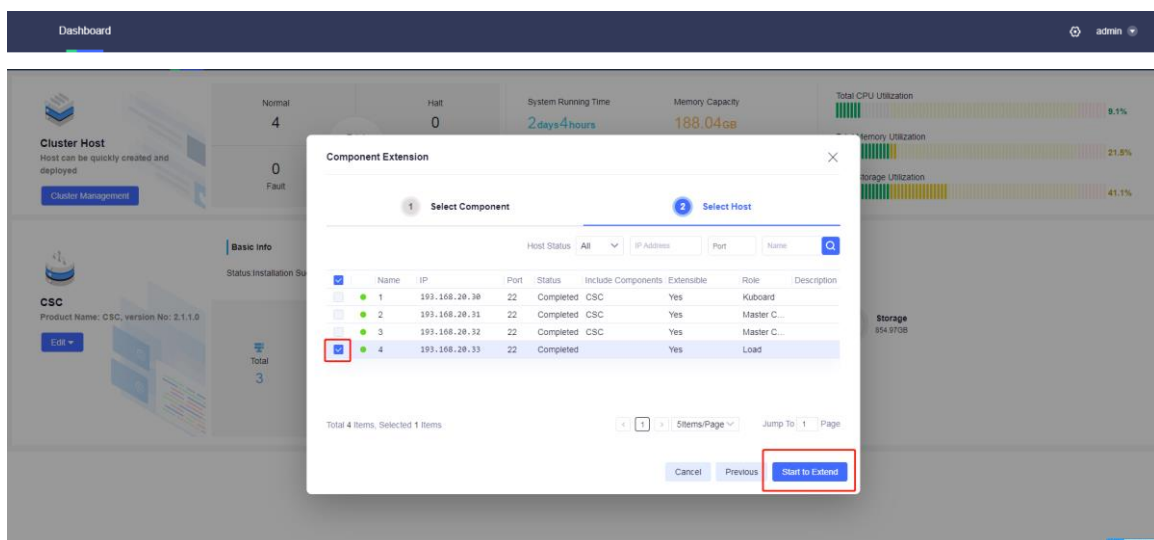 Dashboard
admin
Cluster Host
Host can be quickly created and
deployed
Cluster Management
Normal
4
Halt
0
0
Fault
System Running Time
2days4hours
Memory Capacity
188.04GB
Total CPU Utilization
9.1%
Memory Utilization
21.5%
Storage Utilization
41.1%
CSC
Product Name: CSC, version No: 2.1.1.0
Edit
Basic Info
Status:Installation Su
Total
3
Storage
854.97GB
Component Extension
1 Select Component
2 Select Host
Host Status All IP Address Port Name
Name IP Port Status Include Components Extensible Role Description
1 193.168.20.30 22 Completed CSC Yes Kuboard
2 193.168.20.31 22 Completed CSC Yes Master C...
3 193.168.20.32 22 Completed CSC Yes Master C...
4 193.168.20.33 22 Completed Yes Load
Total 4 Items, Selected 1 Items
< 1 > 5Items/Page Jump To 1 Page
Cancel Previous Start to Extend